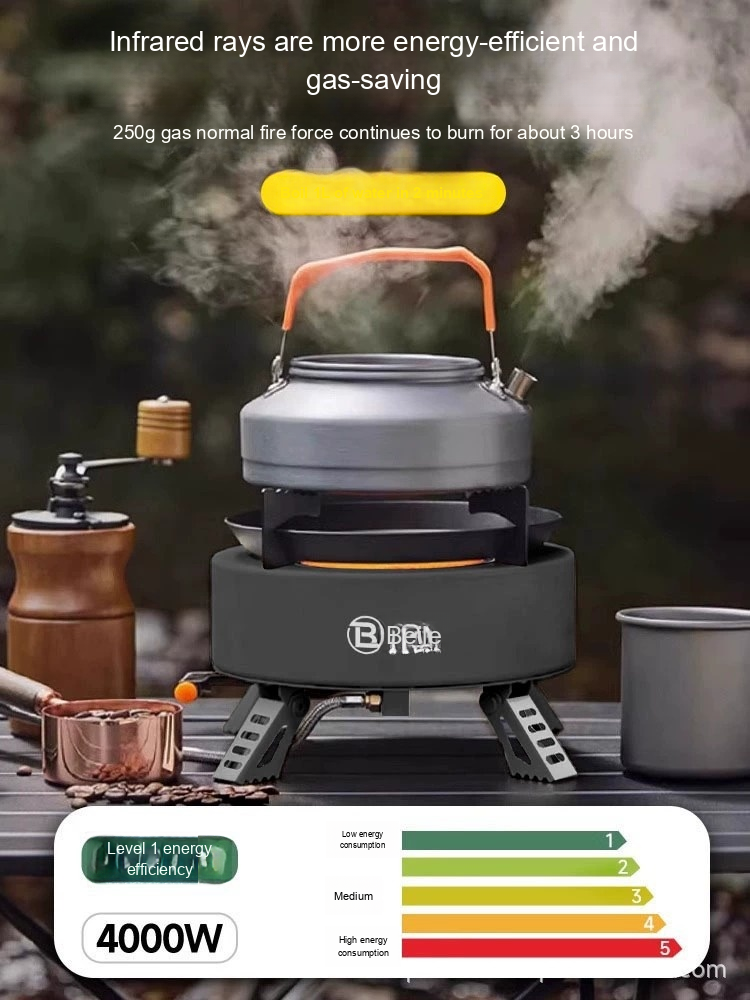 Infrared rays are more energy-efficient and
gas-saving
250g gas normal fire force continues to burn for about 3 hours
Beile
Level 1 energy
efficiency
4000W
Low energy
consumption
1
2
Medium
3
4
High energy
consumption
5
.com